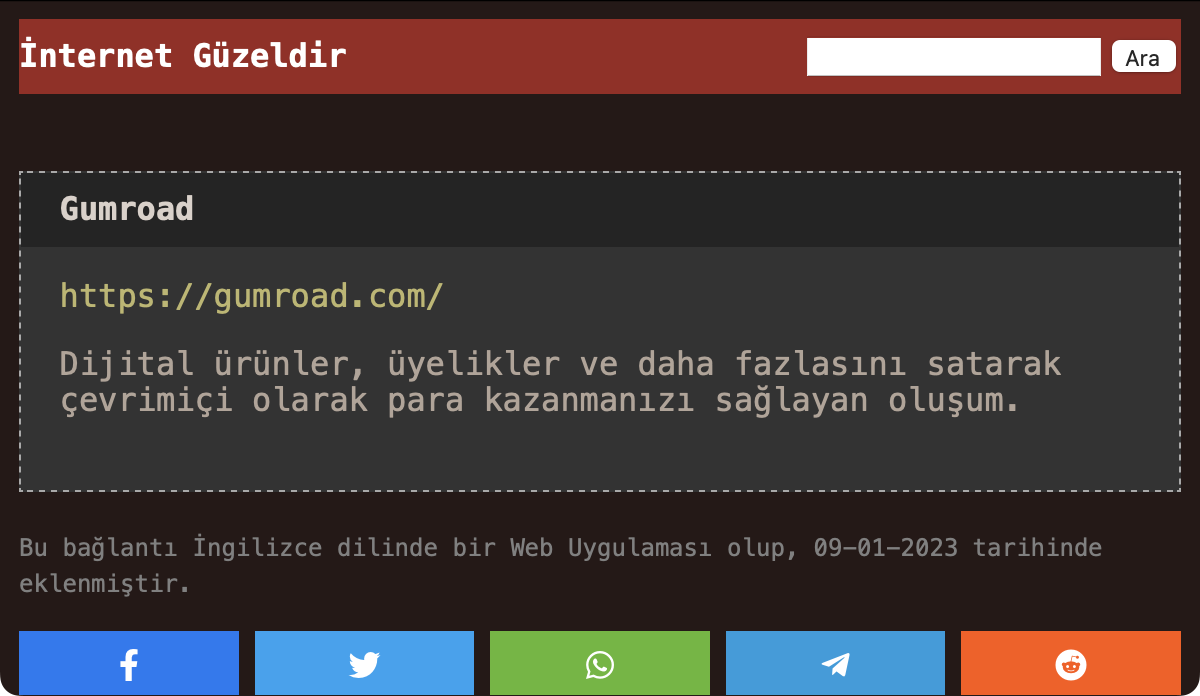 İnternet Güzeldir
Ara
Gumroad
https://gumroad.com/
Dijital ürünler, üyelikler ve daha fazlasını satarak
çevrimiçi olarak para kazanmanızı sağlayan oluşum.
Bu bağlantı İngilizce dilinde bir Web Uygulaması olup, 09-01-2023 tarihinde
eklenmiştir.